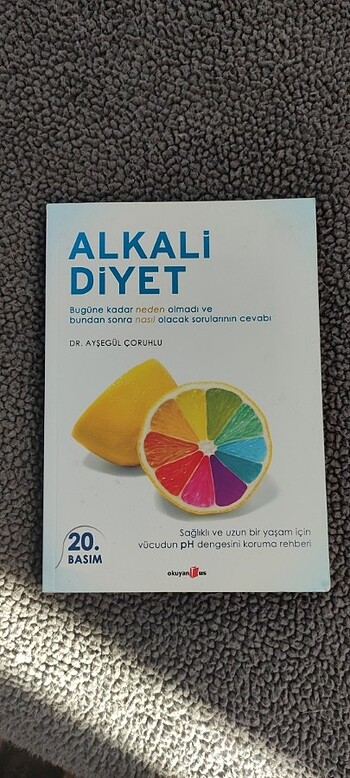 ALKALİ
DİYET
Bugüne kadar neden olmadı ve
bundan sonra nasıl olacak sorularının cevabı
DR. AYŞEGÜL ÇORUHLU
Sağlıklı ve uzun bir yaşam için
vücudun pH dengesini koruma rehberi
20.
BASIM
okuyan us